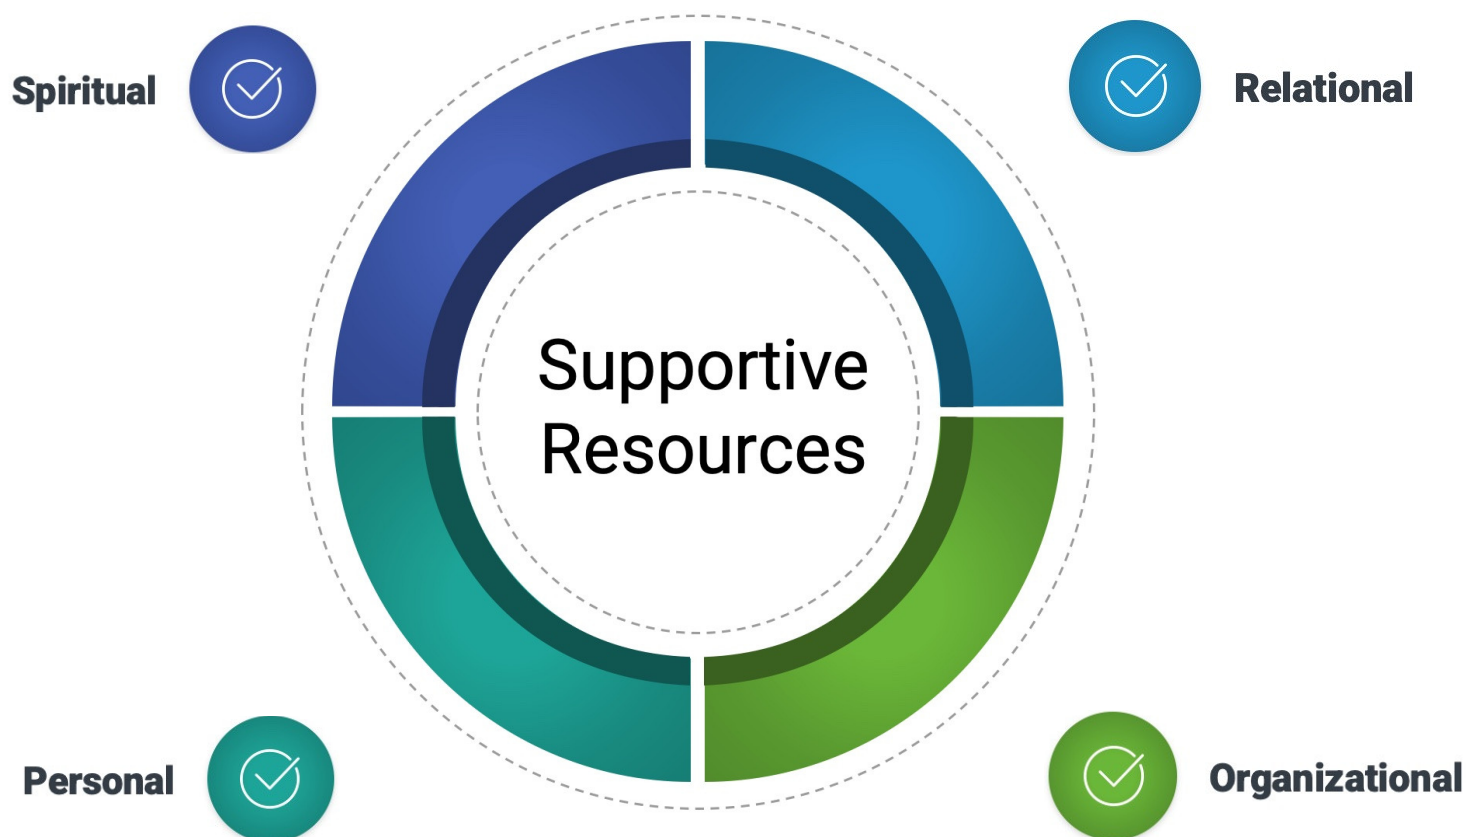 Spiritual
Relational
Supportive
Resources
Personal
Organizational